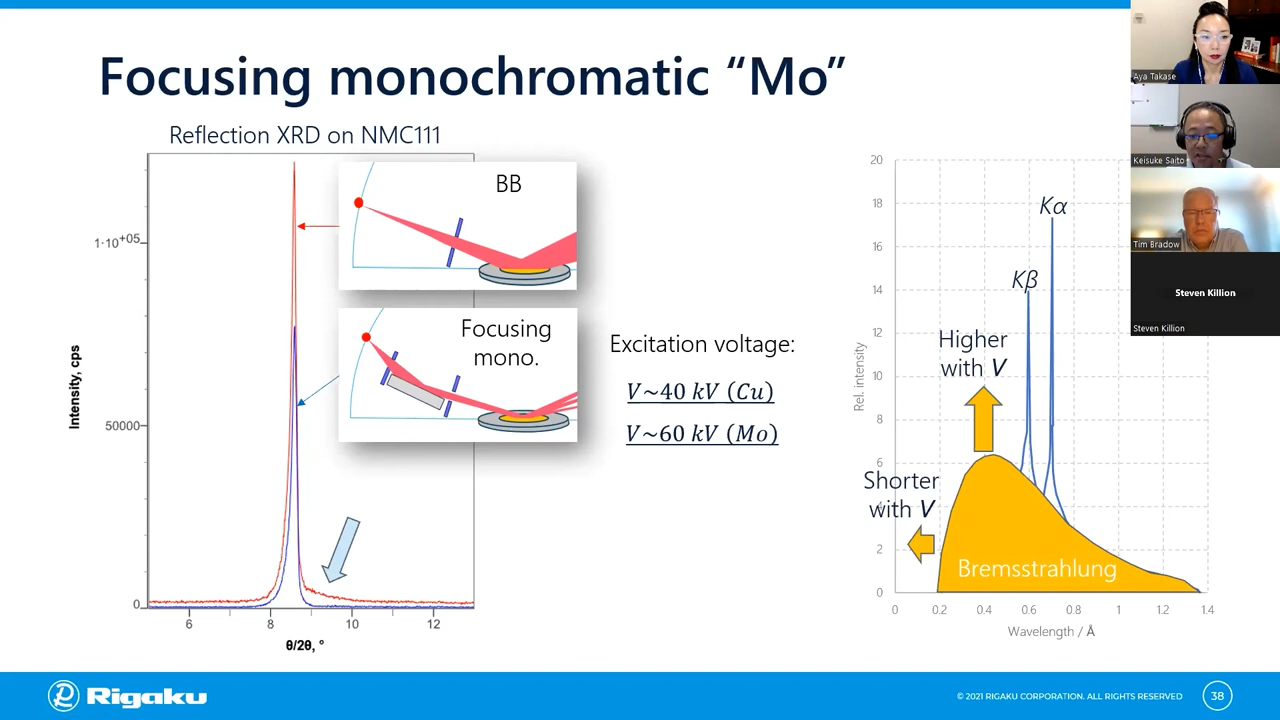 Focusing monochromatic “Mo”
Reflection XRD on NMC111
1·10+05
50000
0
6
8
10
12
Intensity, cps
θ/2θ, °
BB
Focusing
mono.
Excitation voltage:
V~40 kV (Cu)
V~60 kV (Mo)
20
18
16
14
12
10
8
6
4
2
0
0
0.2
0.4
0.6
0.8
1
1.2
1.4
Rel. intensity
Wavelength / Å
Kα
Kβ
Higher
with V
Shorter
with V
Bremsstrahlung
Aya Takase
Keisuke Saito
Tim Bradow
Steven Killion
Steven Killion
Rigaku
© 2021 RIGAKU CORPORATION. ALL RIGHTS RESERVED
38